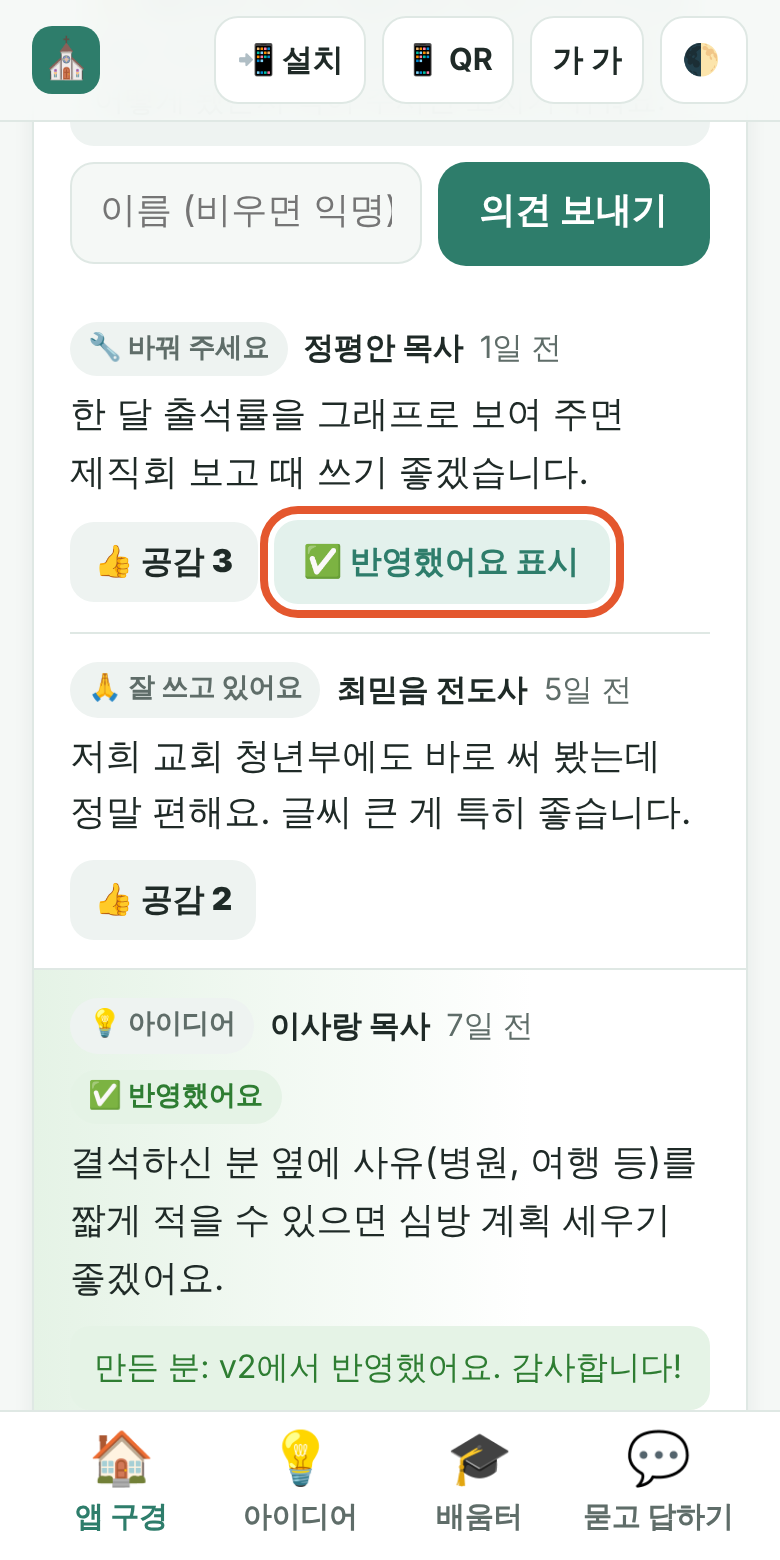 📲 설치
📱 QR
가 가
이름 (비우면 익명)
의견 보내기
🔧 바꿔 주세요 정평안 목사 1일 전
한 달 출석률을 그래프로 보여 주면
제직회 보고 때 쓰기 좋겠습니다.
👍 공감 3 ✅ 반영했어요 표시
🙏 잘 쓰고 있어요 최믿음 전도사 5일 전
저희 교회 청년부에도 바로 써 봤는데
정말 편해요. 글씨 큰 게 특히 좋습니다.
👍 공감 2
💡 아이디어 이사랑 목사 7일 전
✅ 반영했어요
결석하신 분 옆에 사유(병원, 여행 등)를
짧게 적을 수 있으면 심방 계획 세우기
좋겠어요.
만든 분: v2에서 반영했어요. 감사합니다!
앱 구경
아이디어
배움터
묻고 답하기